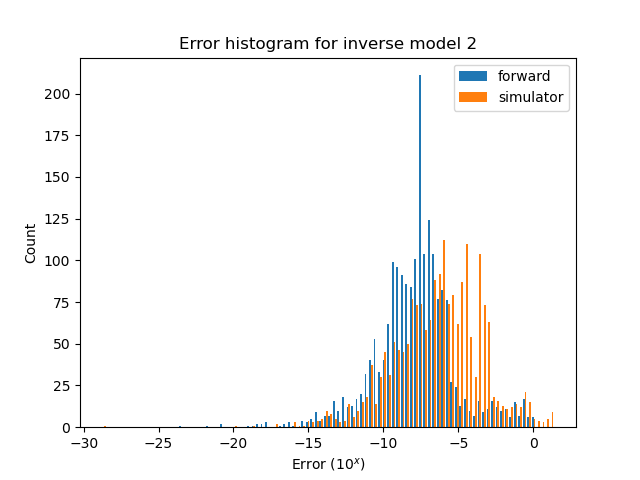 Error histogram for inverse model 2
forward
simulator
Count
200
175
150
125
100
75
50
25
0
−30 −25 −20 −15 −10 −5 0
Error (10^x)